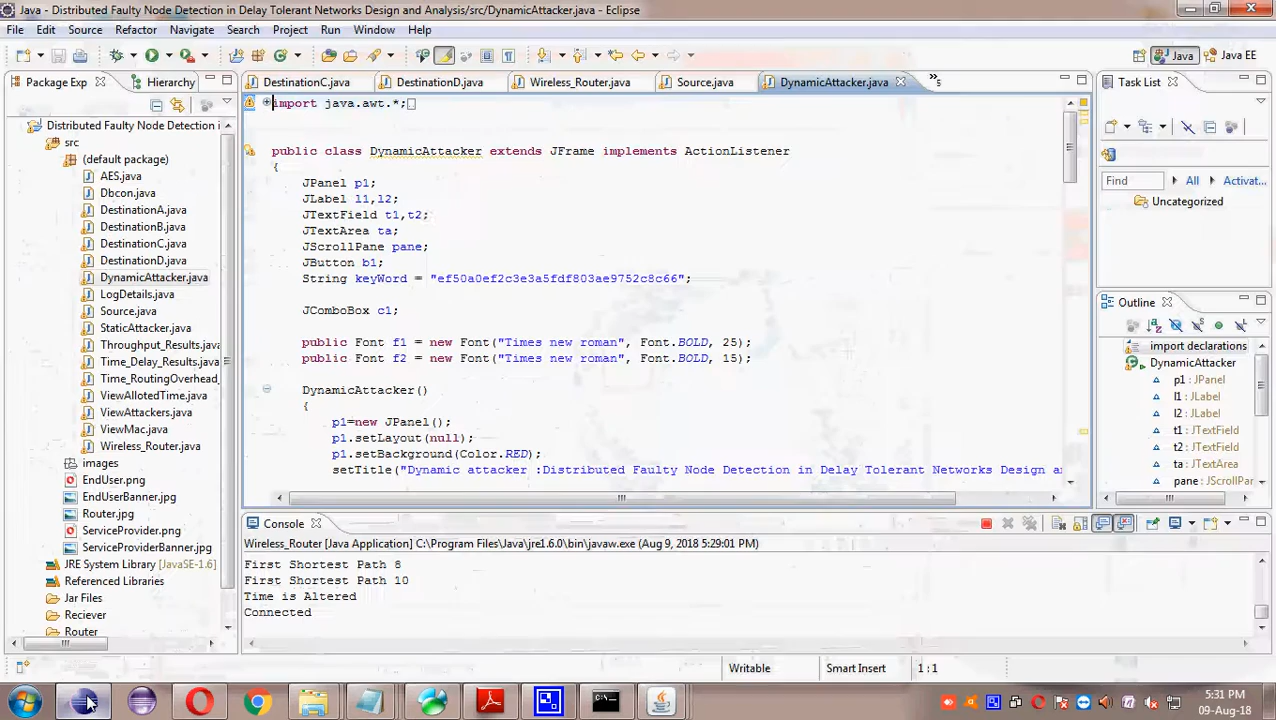 Java - Distributed Faulty Node Detection in Delay Tolerant Networks Design and Analysis/src/DynamicAttacker.java - Eclipse
File Edit Source Refactor Navigate Search Project Run Window Help
Java Java EE
Package Exp Hierarchy
Distributed Faulty Node Detection in
src
(default package)
AES.java
Dbcon.java
DestinationA.java
DestinationB.java
DestinationC.java
DestinationD.java
DynamicAttacker.java
LogDetails.java
Source.java
StaticAttacker.java
Throughput_Results.java
Time_Delay_Results.java
Time_RoutingOverhead_
ViewAllotedTime.java
ViewAttackers.java
ViewMac.java
Wireless_Router.java
images
EndUser.png
EndUserBanner.jpg
Router.jpg
ServiceProvider.png
ServiceProviderBanner.jpg
JRE System Library [JavaSE-1.6]
Referenced Libraries
Jar Files
Reciever
Router
DestinationC.java DestinationD.java Wireless_Router.java Source.java DynamicAttacker.java »5
import java.awt.*;
public class DynamicAttacker extends JFrame implements ActionListener
{
JPanel p1;
JLabel l1,l2;
JTextField t1,t2;
JTextArea ta;
JScrollPane pane;
JButton b1;
String keyWord = "ef50a0ef2c3e3a5fdf803ae9752c8c66";
JComboBox c1;
public Font f1 = new Font("Times new roman", Font.BOLD, 25);
public Font f2 = new Font("Times new roman", Font.BOLD, 15);
DynamicAttacker()
{
p1=new JPanel();
p1.setLayout(null);
p1.setBackground(Color.RED);
setTitle("Dynamic attacker :Distributed Faulty Node Detection in Delay Tolerant Networks Design a
Console
Wireless_Router [Java Application] C:\Program Files\Java\jre1.6.0\bin\javaw.exe (Aug 9, 2018 5:29:01 PM)
First Shortest Path 6
First Shortest Path 10
Time is Altered
Connected
Task List
Find All Activat...
Uncategorized
Outline
import declarations
DynamicAttacker
p1 : JPanel
l1 : JLabel
l2 : JLabel
t1 : JTextField
t2 : JTextField
ta : JTextArea
pane : JScrollPar
Writable Smart Insert 1 : 1
5:31 PM
09-Aug-18